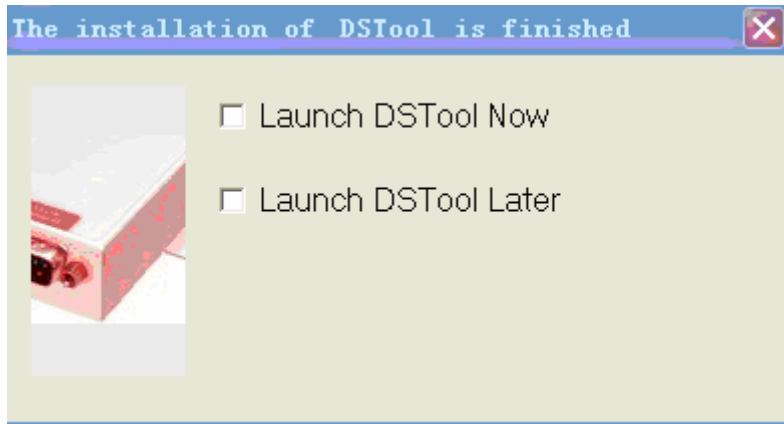 The installation of DSTool is finished
Launch DSTool Now
Launch DSTool Later